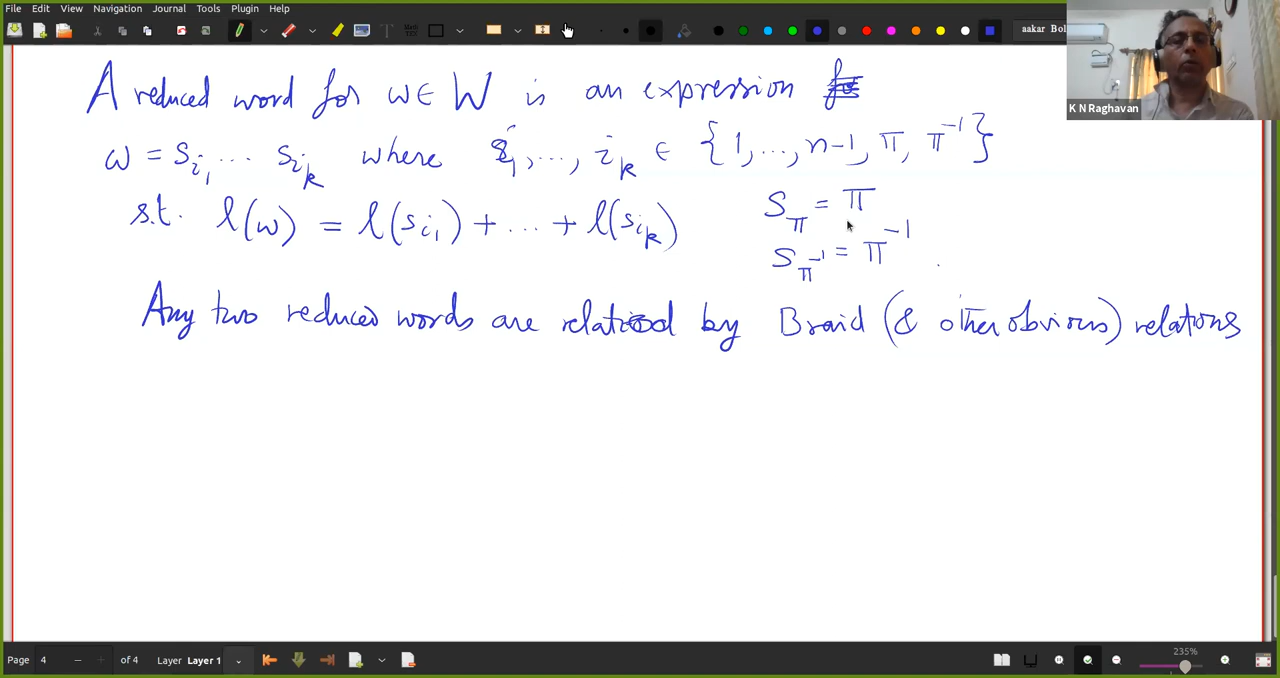 File Edit View Navigation Journal Tools Plugin Help
aakar Bol
K N Raghavan
A reduced word for w ∈ W is an expression
w = s_{i_1} ... s_{i_k} where i_1, ..., i_k ∈ {1, ..., n-1, π, π^{-1}}
s.t. l(w) = l(s_{i_1}) + ... + l(s_{i_k})
s_π = π
s_{π^{-1}} = π^{-1}
Any two reduced words are related by Braid (& other obvious) relations
Page 4 of 4 Layer Layer 1 235%